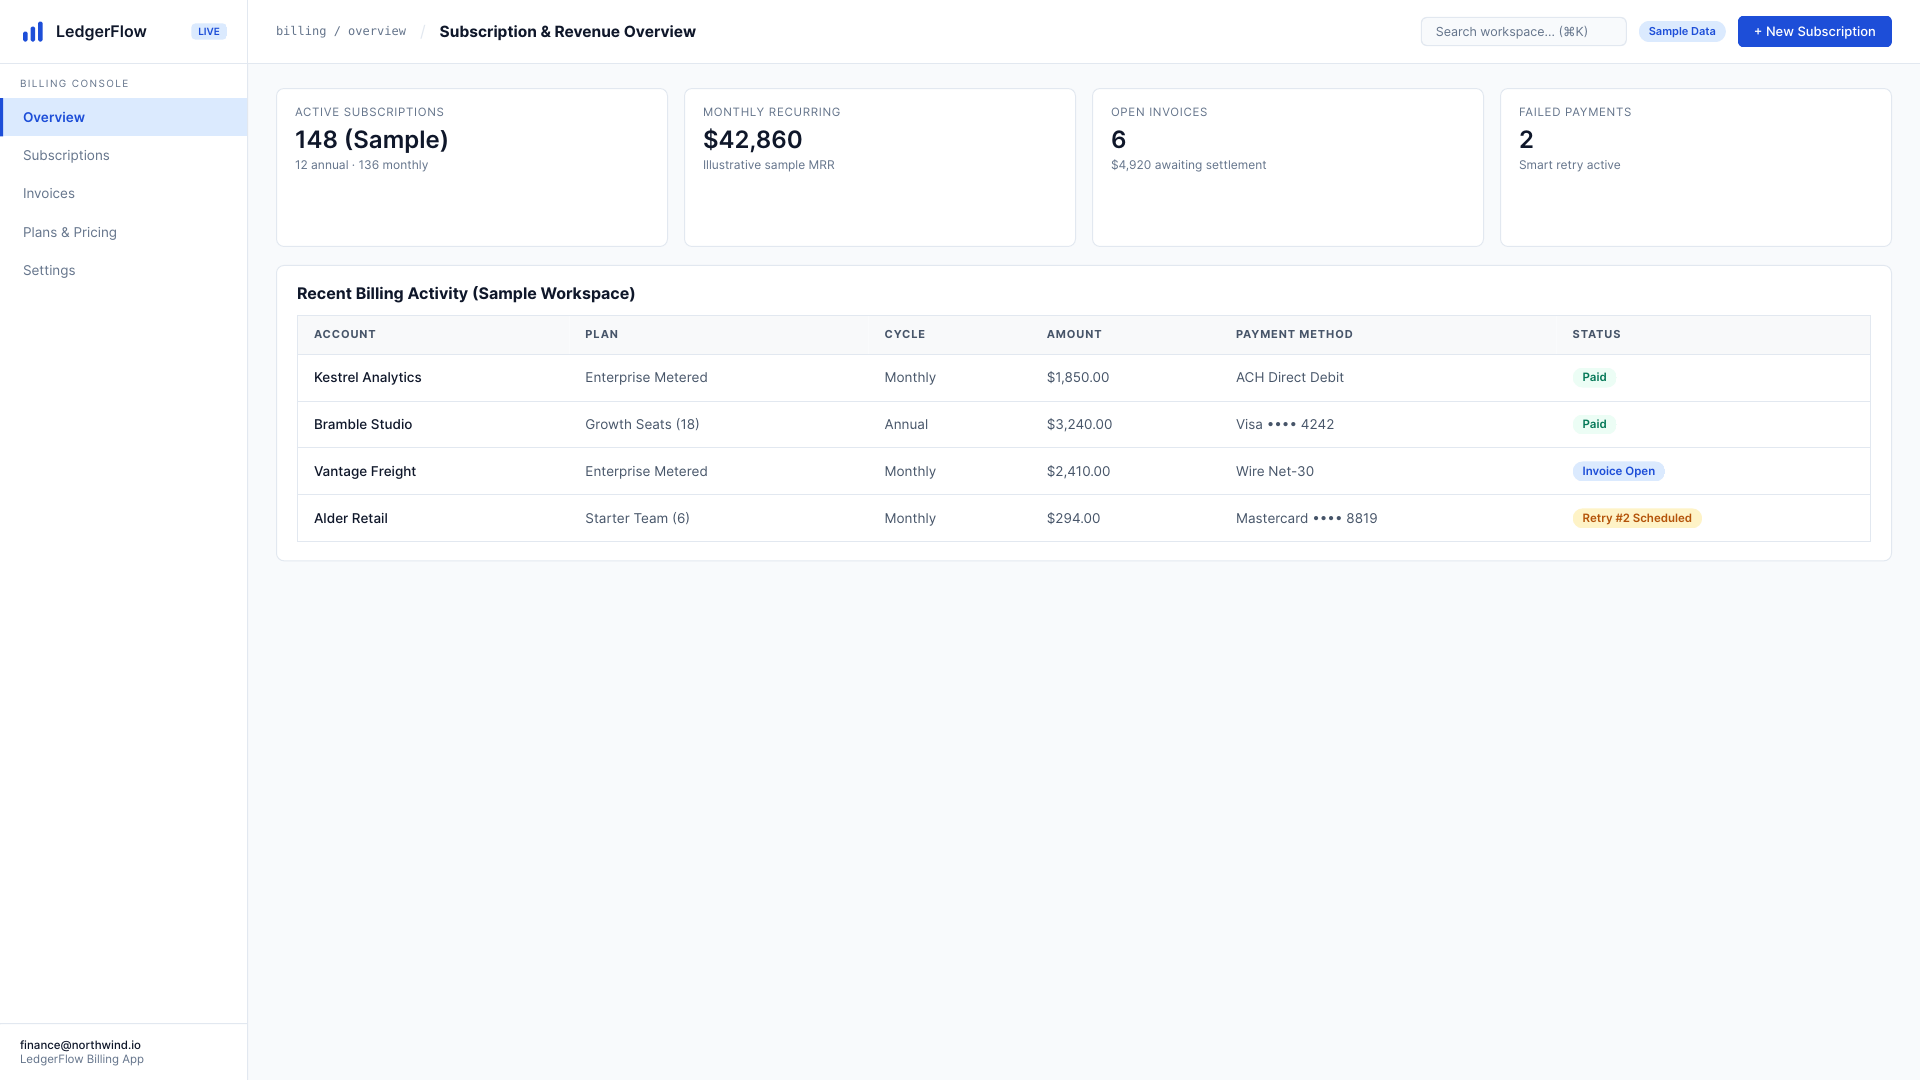 LedgerFlow
LIVE
BILLING CONSOLE
Overview
Subscriptions
Invoices
Plans & Pricing
Settings
finance@northwind.io
LedgerFlow Billing App
billing / overview / Subscription & Revenue Overview
Search workspace... (⌘K)
Sample Data
+ New Subscription
ACTIVE SUBSCRIPTIONS
148 (Sample)
12 annual · 136 monthly
MONTHLY RECURRING
$42,860
Illustrative sample MRR
OPEN INVOICES
6
$4,920 awaiting settlement
FAILED PAYMENTS
2
Smart retry active
Recent Billing Activity (Sample Workspace)
ACCOUNT PLAN CYCLE AMOUNT PAYMENT METHOD STATUS
Kestrel Analytics Enterprise Metered Monthly $1,850.00 ACH Direct Debit Paid
Bramble Studio Growth Seats (18) Annual $3,240.00 Visa •••• 4242 Paid
Vantage Freight Enterprise Metered Monthly $2,410.00 Wire Net-30 Invoice Open
Alder Retail Starter Team (6) Monthly $294.00 Mastercard •••• 8819 Retry #2 Scheduled